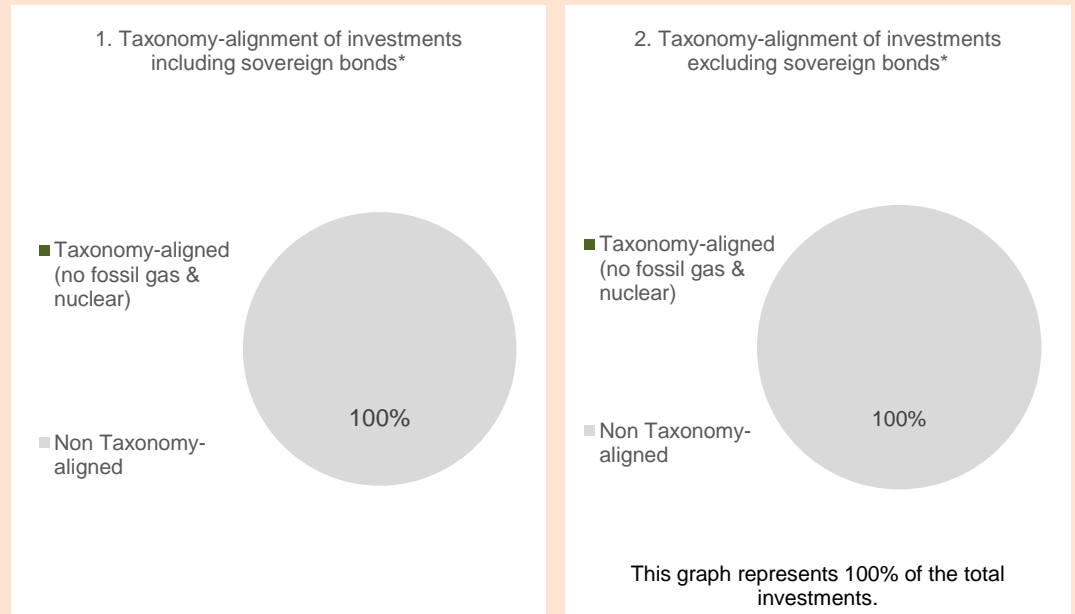 1. Taxonomy-alignment of investments
including sovereign bonds*
Taxonomy-aligned
(no fossil gas &
nuclear)
Non Taxonomy-
aligned
100%
2. Taxonomy-alignment of investments
excluding sovereign bonds*
Taxonomy-aligned
(no fossil gas &
nuclear)
Non Taxonomy-
aligned
100%
This graph represents 100% of the total
investments.